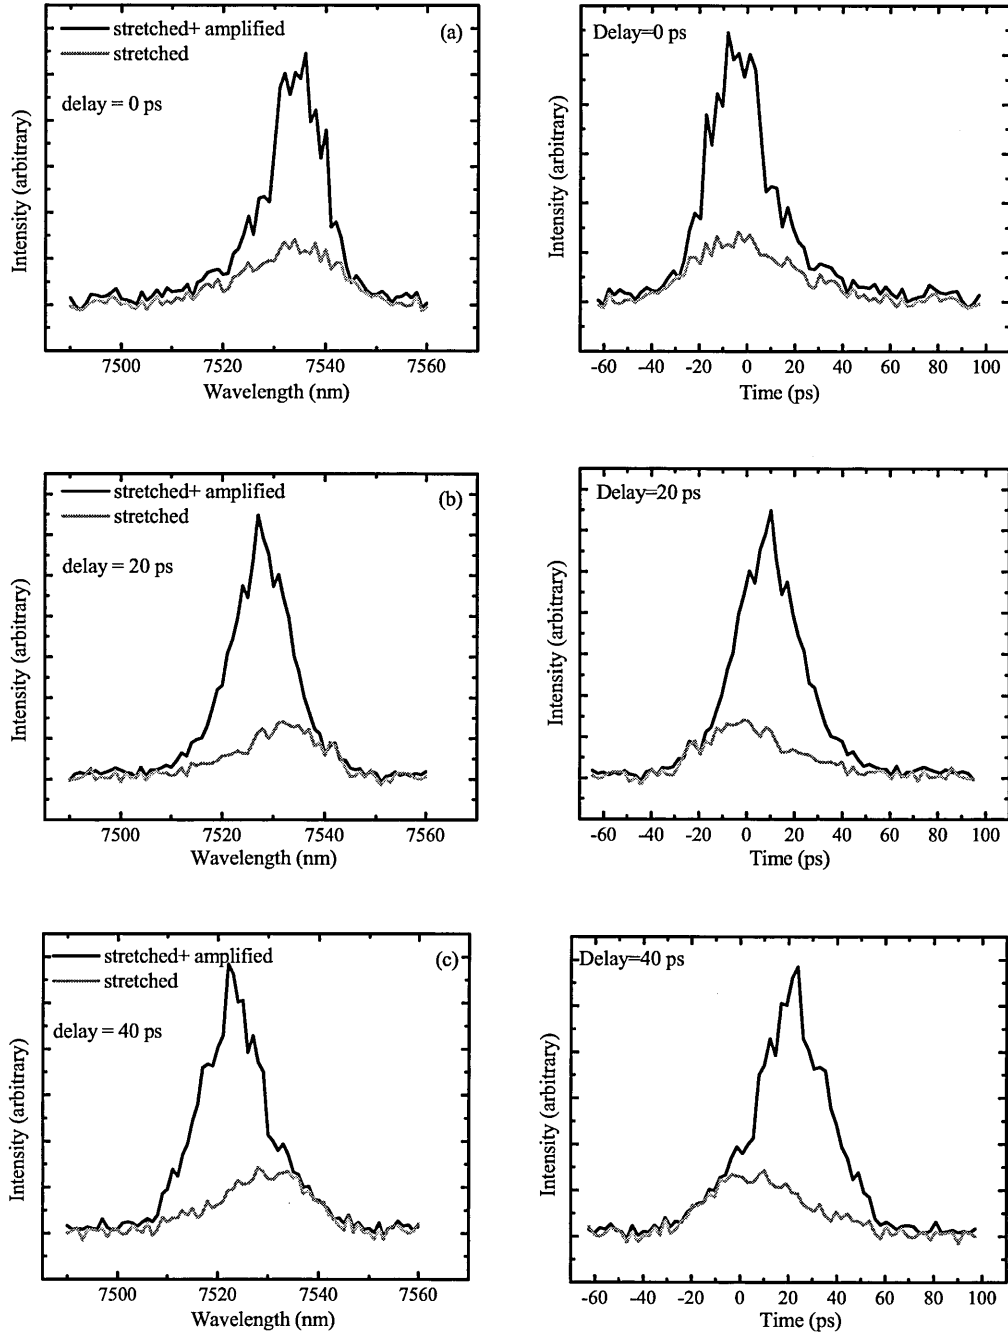 stretched+ amplified
stretched
(a)
delay = 0 ps
Intensity (arbitrary)
7500 7520 7540 7560
Wavelength (nm)
Delay=0 ps
Intensity (arbitrary)
-60 -40 -20 0 20 40 60 80 100
Time (ps)
stretched+ amplified
stretched
(b)
delay = 20 ps
Intensity (arbitrary)
7500 7520 7540 7560
Wavelength (nm)
Delay=20 ps
Intensity (arbitrary)
-60 -40 -20 0 20 40 60 80 100
Time (ps)
stretched+ amplified
stretched
(c)
delay = 40 ps
Intensity (arbitrary)
7500 7520 7540 7560
Wavelength (nm)
Delay=40 ps
Intensity (arbitrary)
-60 -40 -20 0 20 40 60 80 100
Time (ps)